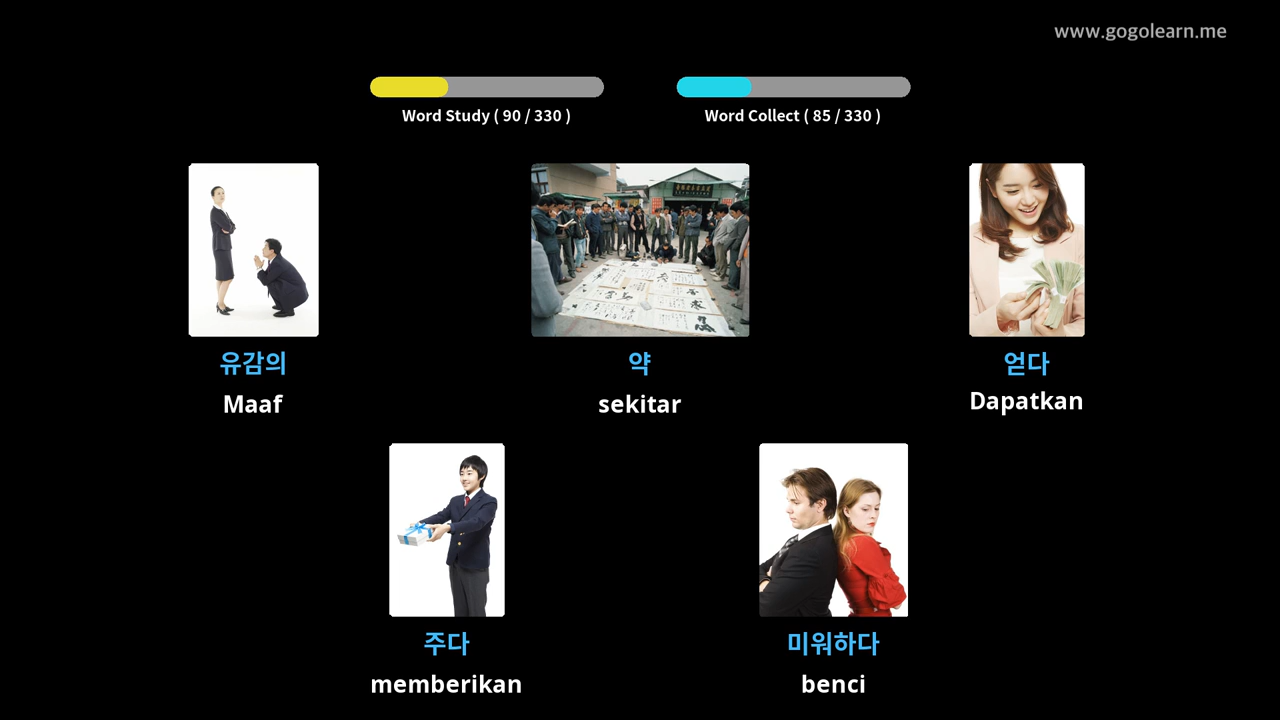 www.gogolearn.me
Word Study ( 90 / 330 )
Word Collect ( 85 / 330 )
유감의
약
얻다
Maaf
sekitar
Dapatkan
주다
미워하다
memberikan
benci